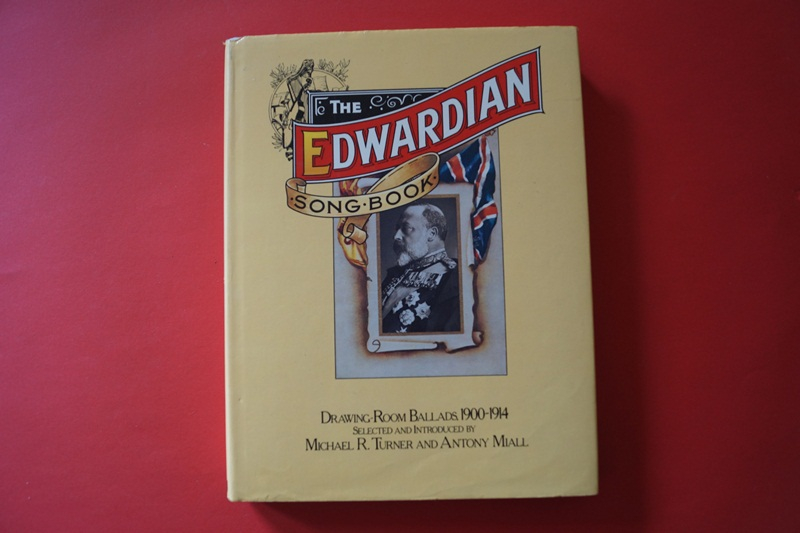 THE
EDWARDIAN
·SONG·BOOK·
DRAWING-ROOM BALLADS, 1900-1914
SELECTED AND INTRODUCED BY
MICHAEL R. TURNER AND ANTONY MIALL